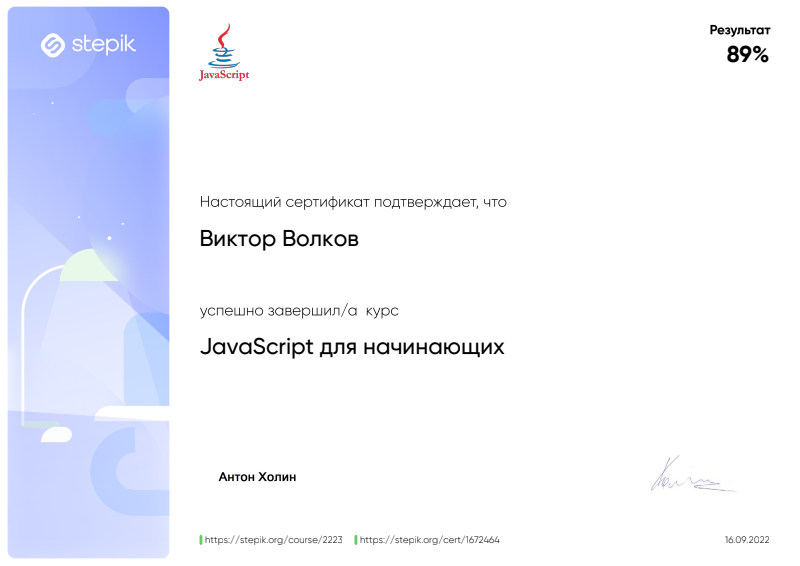 stepik
JavaScript
Результат
89%
Настоящий сертификат подтверждает, что
Виктор Волков
успешно завершил/а курс
JavaScript для начинающих
Антон Холин
https://stepik.org/course/2223
https://stepik.org/cert/1672464
16.09.2022